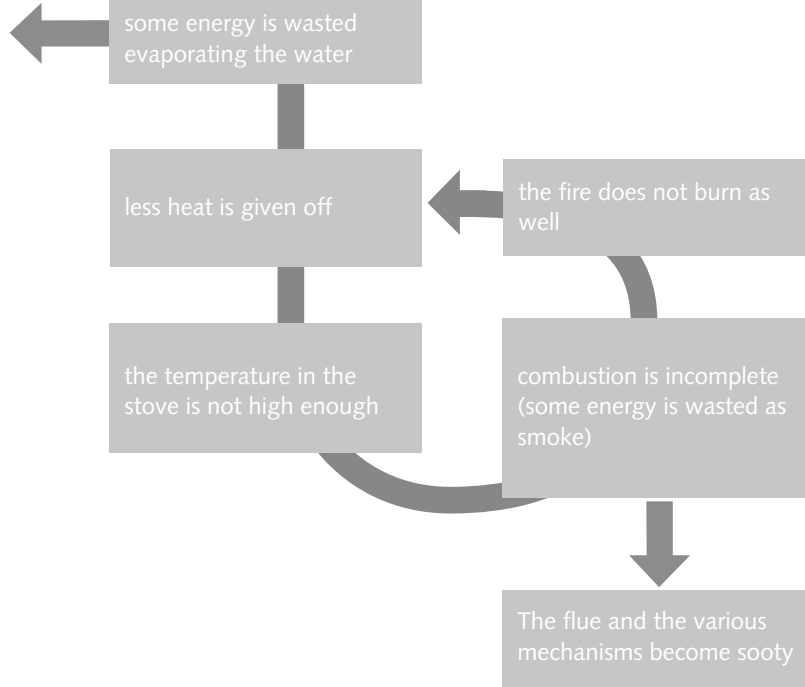 some energy is wasted
evaporating the water
less heat is given off
the temperature in the
stove is not high enough
combustion is incomplete
(some energy is wasted as
smoke)
the fire does not burn as
well
The flue and the various
mechanisms become sooty